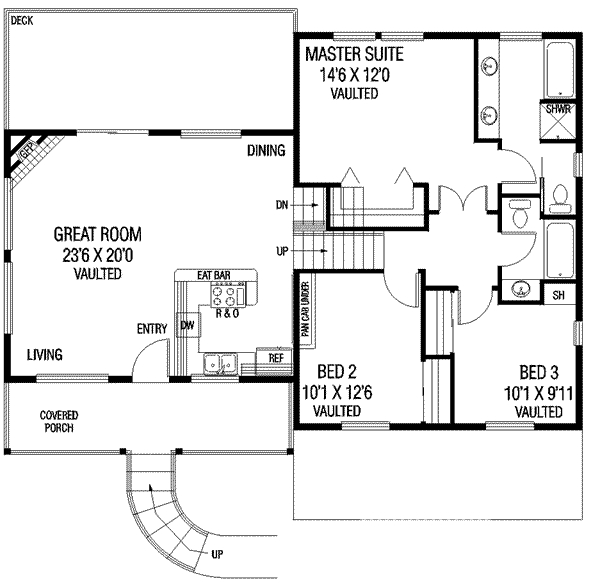 DECK
MASTER SUITE
14'6 X 12'0
VAULTED
SHWR
GFP
DINING
DN
GREAT ROOM
23'6 X 20'0
VAULTED
UP
EAT BAR
R & O
PAN CAB UNDER
SH
DW
ENTRY
REF
LIVING
BED 2
10'1 X 12'6
VAULTED
BED 3
10'1 X 9'11
VAULTED
COVERED
PORCH
UP